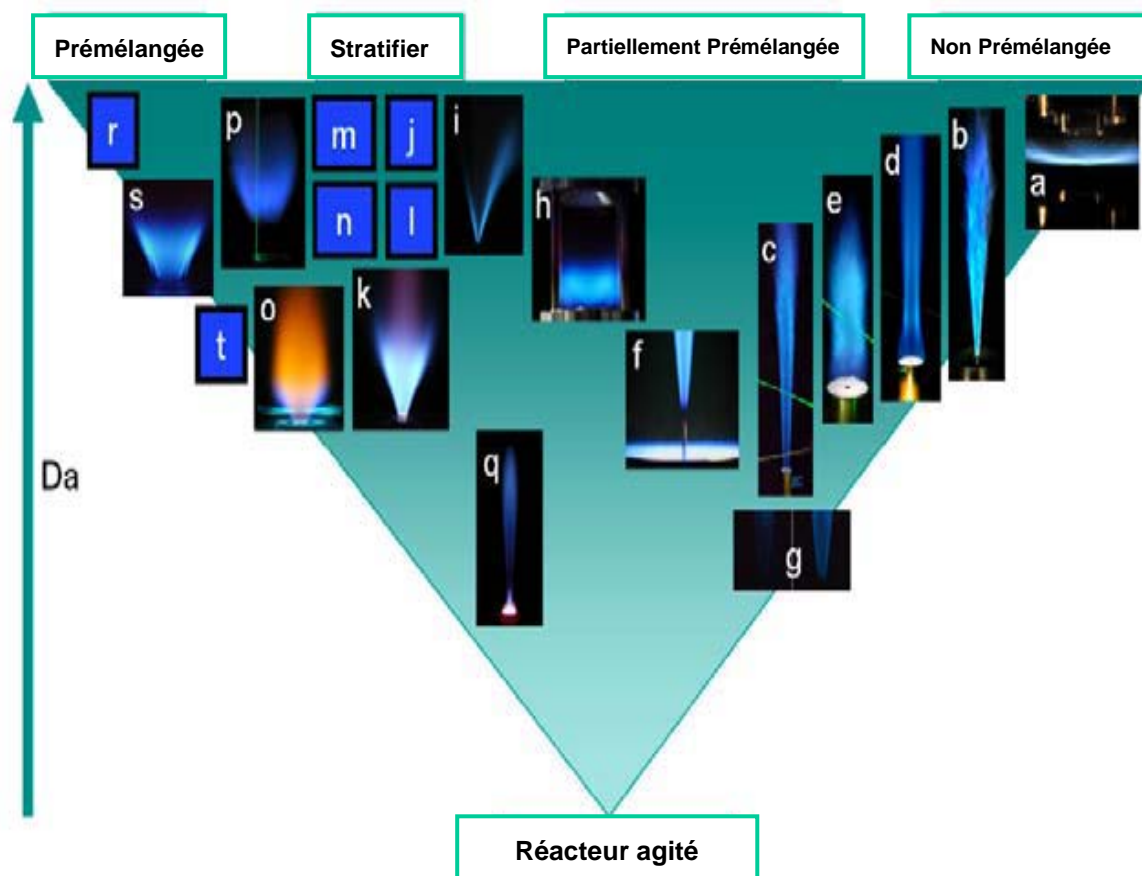 Prémélangée
Stratifier
Partiellement Prémélangée
Non Prémélangée
r
p
m
j
i
b
d
a
s
n
l
h
e
c
t
o
k
f
Da
q
g
Réacteur agité